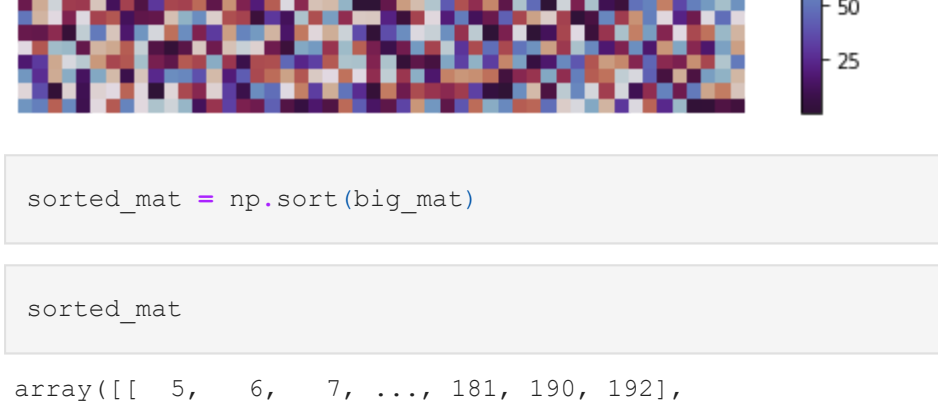 50
25
sorted_mat = np.sort(big_mat)
sorted_mat
array([[  5,   6,   7, ..., 181, 190, 192],